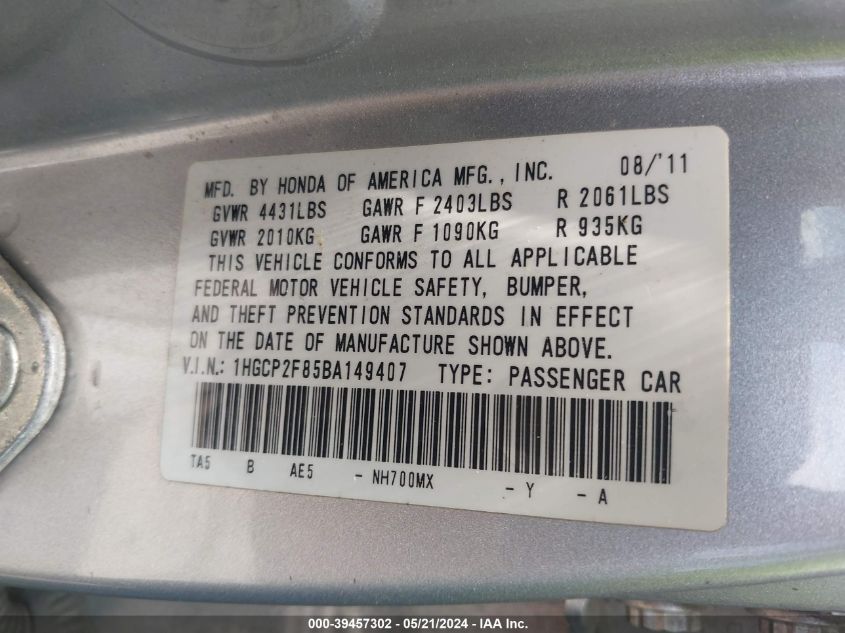 MFD. BY HONDA OF AMERICA MFG., INC. 08/'11
GVWR 4431LBS GAWR F 2403LBS R 2061LBS
GVWR 2010KG GAWR F 1090KG R 935KG
THIS VEHICLE CONFORMS TO ALL APPLICABLE
FEDERAL MOTOR VEHICLE SAFETY, BUMPER,
AND THEFT PREVENTION STANDARDS IN EFFECT
ON THE DATE OF MANUFACTURE SHOWN ABOVE.
V.I.N.: 1HGCP2F85BA149407 TYPE: PASSENGER CAR
TA5 B AE5 - NH700MX - Y - A
000-39457302 - 05/21/2024 - IAA Inc.